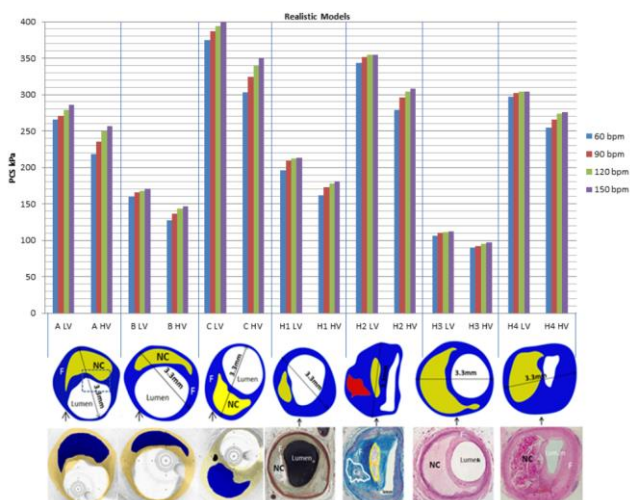 Realistic Models
PCS kPa
400
350
300
250
200
150
100
50
0
60 bpm
90 bpm
120 bpm
150 bpm
A LV A HV B LV B HV C LV C HV H1 LV H1 HV H2 LV H2 HV H3 LV H3 HV H4 LV H4 HV
F NC 3.3mm Lumen
NC 3.3mm Lumen F
3.3mm Lumen F NC
3.3mm
3.3mm
3.3mm
NC Lumen
NC Lumen
NC Lumen F